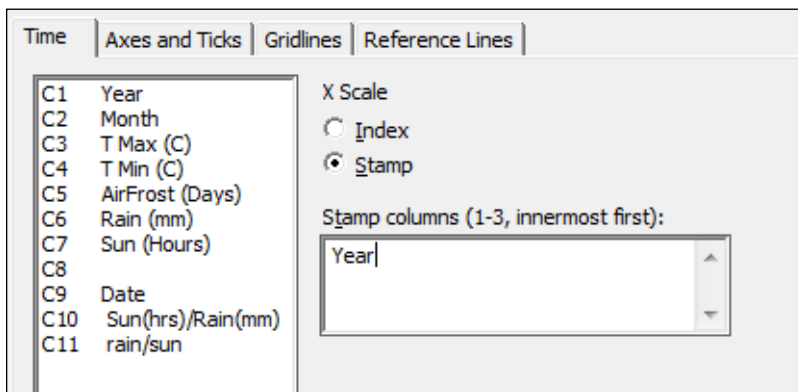 Time Axes and Ticks Gridlines Reference Lines
C1 Year
C2 Month
C3 T Max (C)
C4 T Min (C)
C5 AirFrost (Days)
C6 Rain (mm)
C7 Sun (Hours)
C8
C9 Date
C10 Sun(hrs)/Rain(mm)
C11 rain/sun
X Scale
Index
Stamp
Stamp columns (1-3, innermost first):
Year